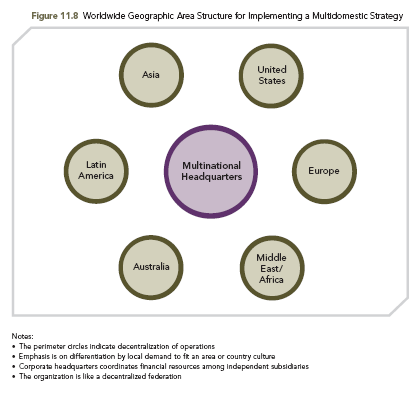 Figure 11.8 Worldwide Geographic Area Structure for Implementing a Multidomestic Strategy
Asia
United
States
Latin
America
Multinational
Headquarters
Europe
Australia
Middle
East/
Africa
Notes:
• The perimeter circles indicate decentralization of operations
• Emphasis is on differentiation by local demand to fit an area or country culture
• Corporate headquarters coordinates financial resources among independent subsidiaries
• The organization is like a decentralized federation